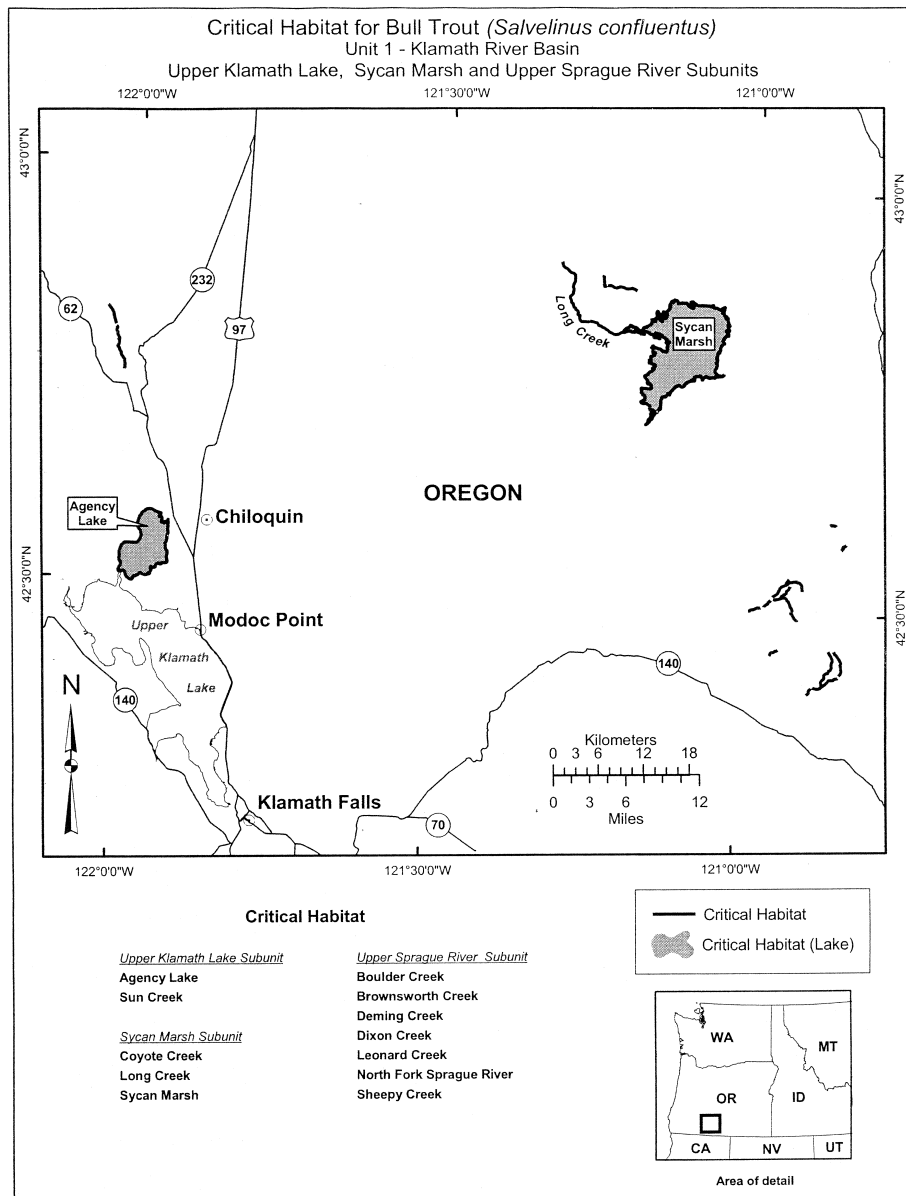 Critical Habitat for Bull Trout (Salvelinus confluentus)
Unit 1 - Klamath River Basin
Upper Klamath Lake, Sycan Marsh and Upper Sprague River Subunits
122°0'0"W
121°30'0"W
121°0'0"W
43°0'0"N
43°0'0"N
232
62
97
Long Creek
Sycan
Marsh
OREGON
Agency
Lake
Chiloquin
42°30'0"N
42°30'0"N
Modoc Point
Upper
Klamath
Lake
N
140
140
Kilometers
0 3 6 12 18
0 3 6 12
Miles
Klamath Falls
70
122°0'0"W
121°30'0"W
121°0'0"W
Critical Habitat
Upper Klamath Lake Subunit
Agency Lake
Sun Creek
Sycan Marsh Subunit
Coyote Creek
Long Creek
Sycan Marsh
Upper Sprague River Subunit
Boulder Creek
Brownsworth Creek
Deming Creek
Dixon Creek
Leonard Creek
North Fork Sprague River
Sheepy Creek
Critical Habitat
Critical Habitat (Lake)
WA
MT
OR
ID
CA
NV
UT
Area of detail